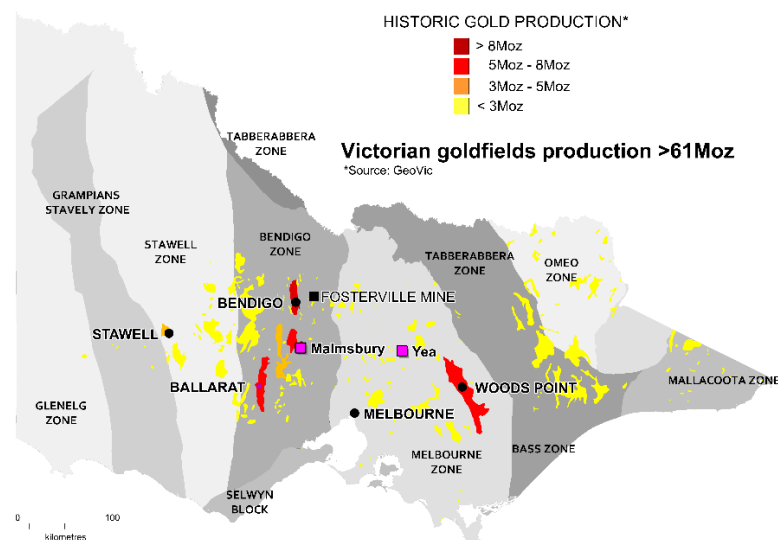 HISTORIC GOLD PRODUCTION*
> 8Moz
5Moz - 8Moz
3Moz - 5Moz
< 3Moz
Victorian goldfields production >61Moz
*Source: GeoVic
TABBERABBERA
ZONE
GRAMPIANS
STAVELY ZONE
STAWELL
ZONE
BENDIGO
ZONE
TABBERABBERA
ZONE
OMEO
ZONE
BENDIGO
FOSTERVILLE MINE
STAWELL
Malmsbury
Yea
BALLARAT
WOODS POINT
MALLACOOTA ZONE
GLENELG
ZONE
MELBOURNE
MELBOURNE
ZONE
BASS ZONE
SELWYN
BLOCK
0 100
kilometres